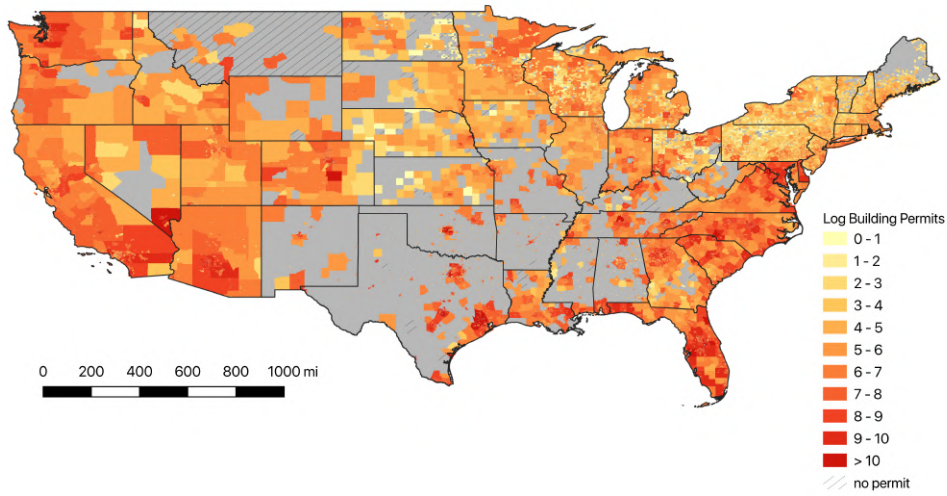 0 200 400 600 800 1000 mi
Log Building Permits
0 - 1
1 - 2
2 - 3
3 - 4
4 - 5
5 - 6
6 - 7
7 - 8
8 - 9
9 - 10
> 10
no permit